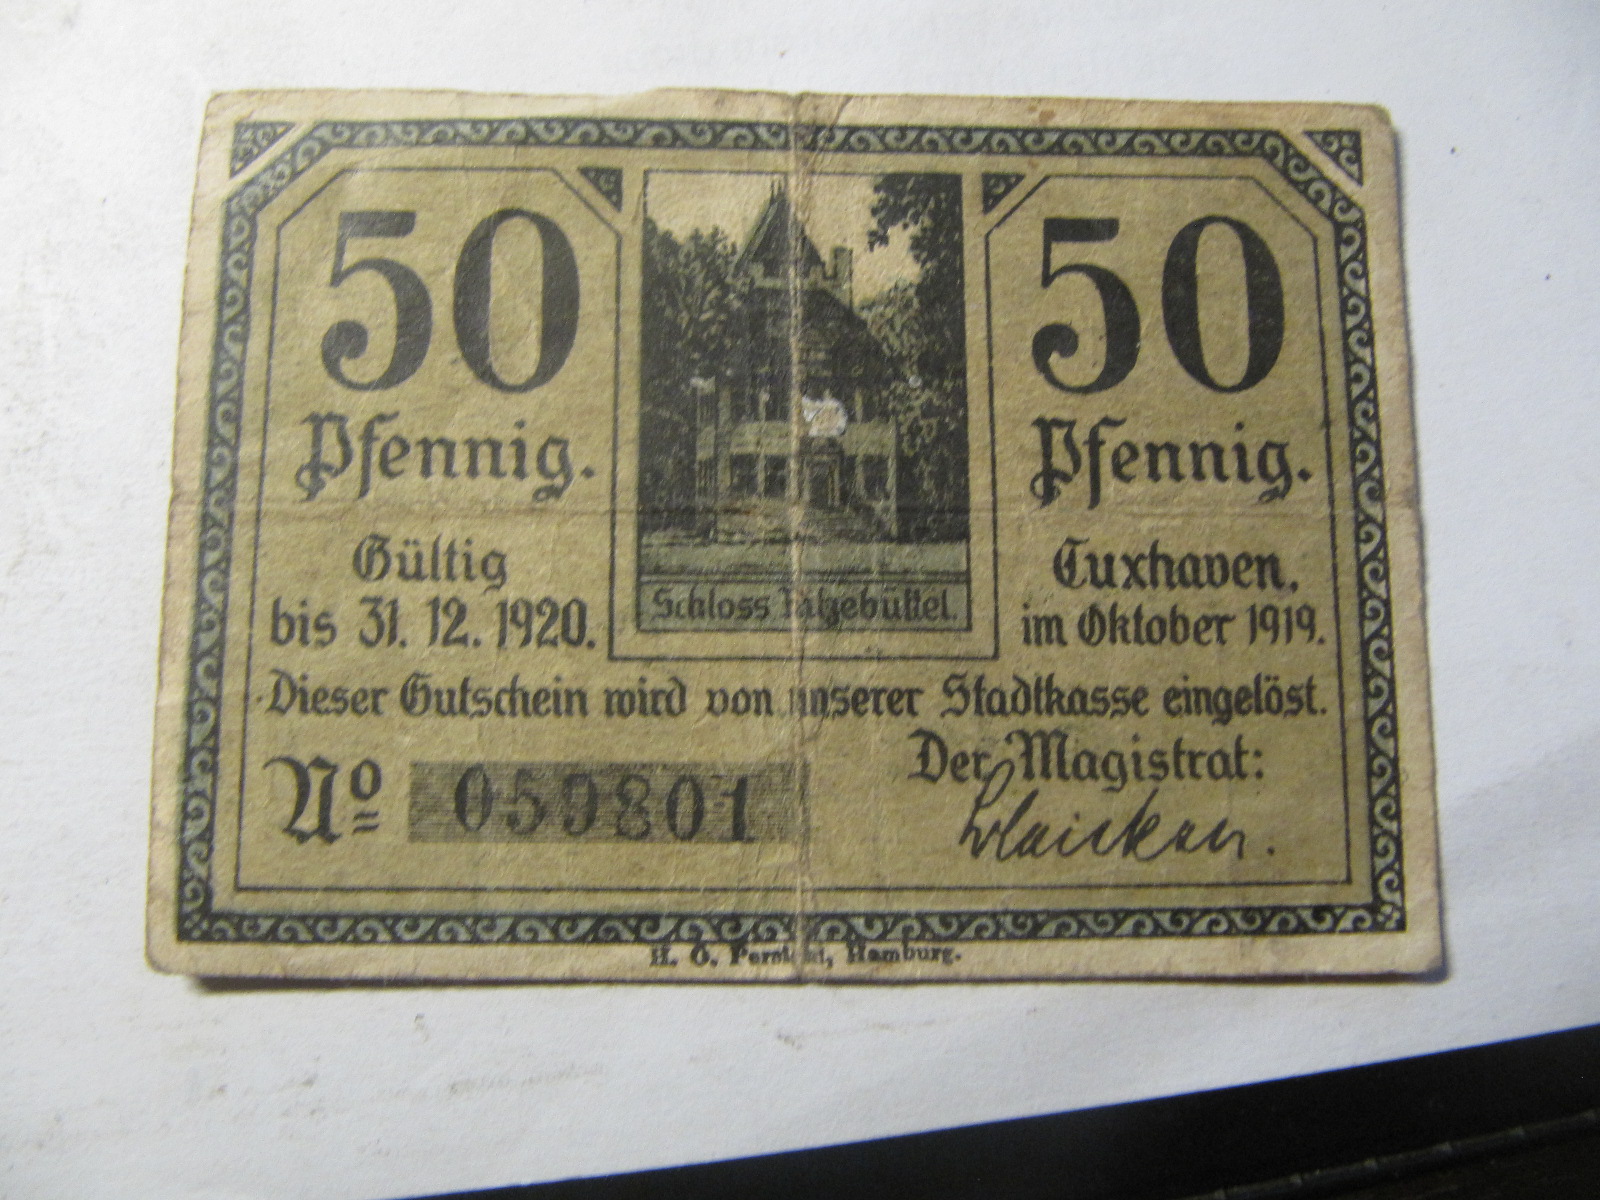 50
Pfennig.
Gültig
bis 31. 12. 1920.
Schloss Ritzebüttel.
50
Pfennig.
Cuxhaven,
im Oktober 1919.
Dieser Gutschein wird von unserer Stadtkasse eingelöst.
No 059801
Der Magistrat:
H. O. Hamburg.